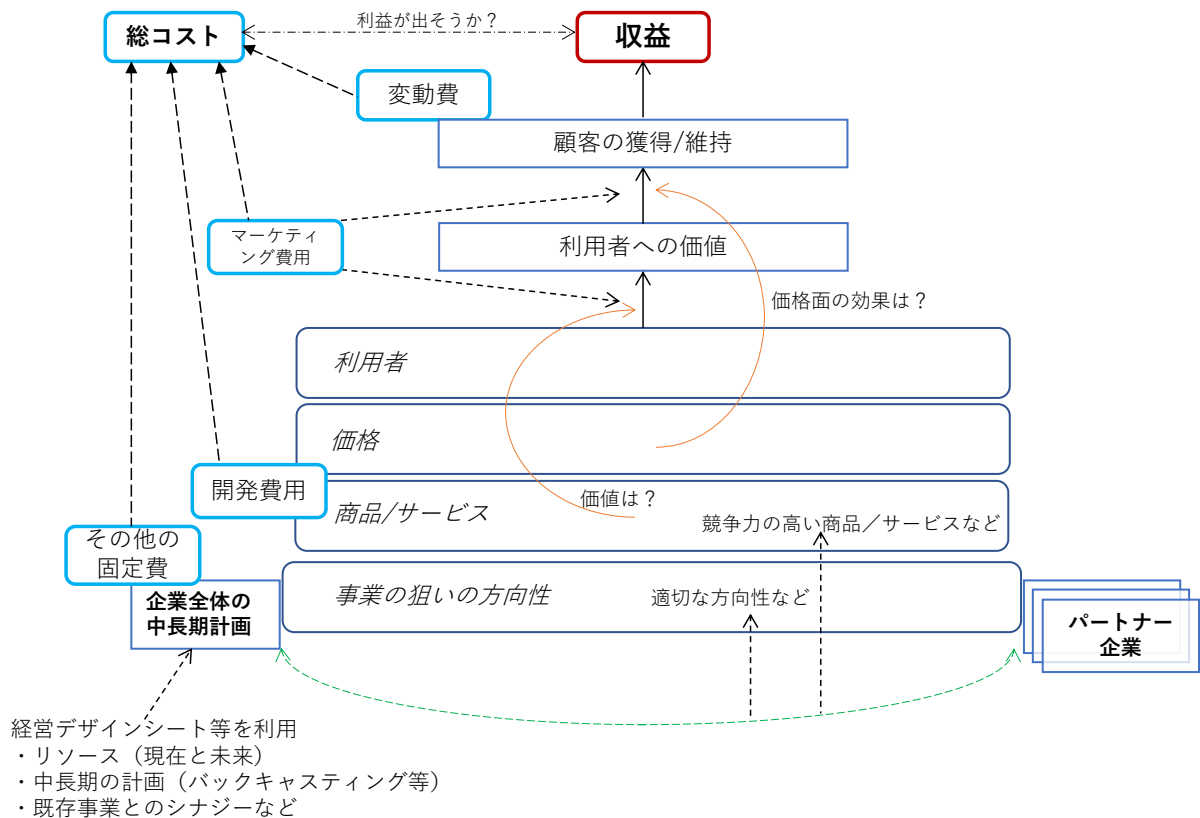 総コスト
利益が出そうか？
収益
変動費
顧客の獲得/維持
マーケティ
ング費用
利用者への価値
価格面の効果は？
利用者
価格
開発費用
価値は？
商品/サービス
競争力の高い商品／サービスなど
その他の
固定費
事業の狙いの方向性
適切な方向性など
企業全体の
中長期計画
パートナー
企業
経営デザインシート等を利用
・リソース（現在と未来）
・中長期の計画（バックキャスティング等）
・既存事業とのシナジーなど